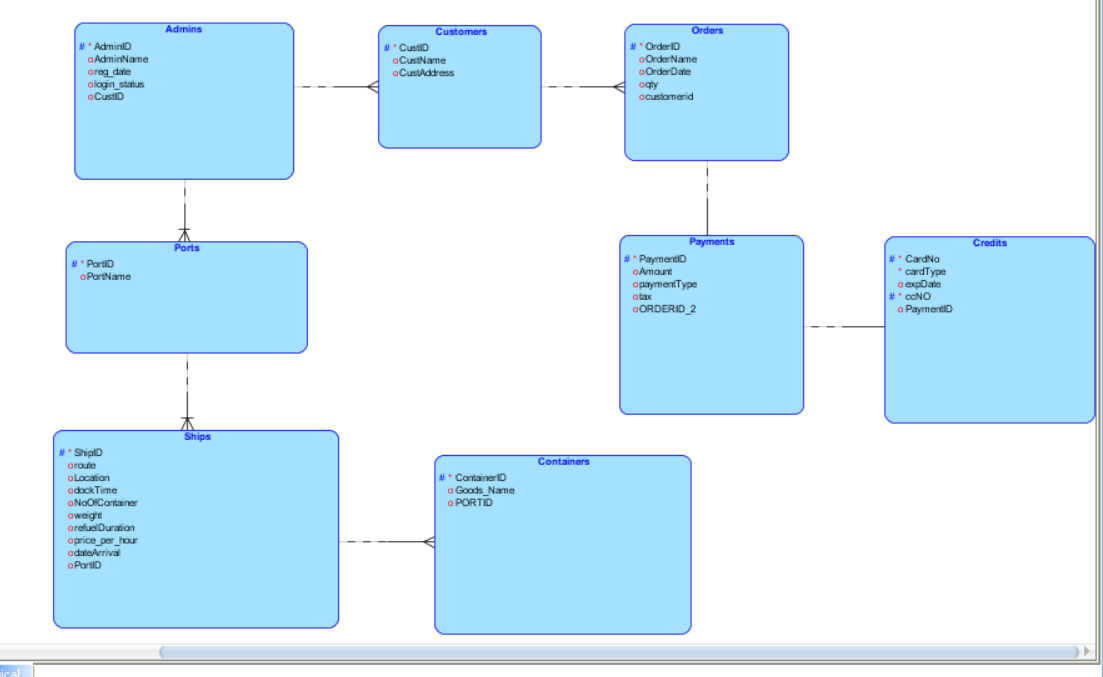 Admins
# * AdminID
o AdminName
o reg_date
o login_status
o CustID
Customers
# * CustID
o CustName
o CustAddress
Orders
# * OrderID
o OrderName
o OrderDate
o qty
o customerid
Ports
# * PortID
o PortName
Payments
# * PaymentID
o Amount
o paymentType
o tax
o ORDERID_2
Credits
# * CardNo
* cardType
o expDate
# * ccNO
o PaymentID
Ships
# * ShipID
o route
o Location
o dockTime
o NoOfContainer
o weight
o refuelDuration
o price_per_hour
o dateArrival
o PortID
Containers
# * ContainerID
o Goods_Name
o PORTID
ical